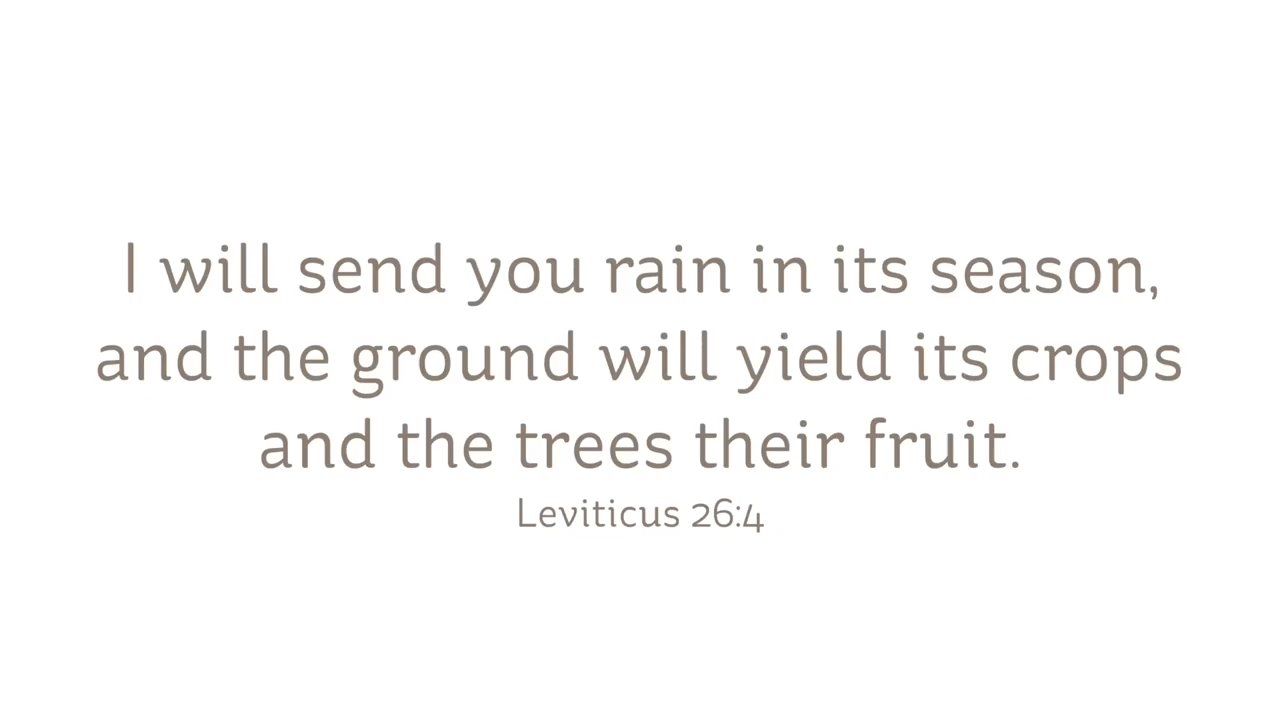 I will send you rain in its season,
and the ground will yield its crops
and the trees their fruit.
Leviticus 26:4